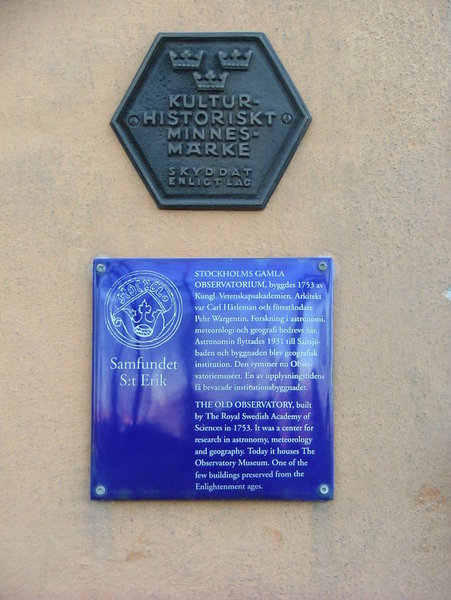 KULTUR-
HISTORISKT
MINNES-
MÄRKE
SKYDDAT
ENLIGT LAG
Samfundet
S:t Erik
STOCKHOLMS GAMLA
OBSERVATORIUM, byggdes 1753 av
Kungl. Vetenskapsakademien. Arkitekt
var Carl Hårleman och föreståndare
Pehr Wargentin. Forskning i astronomi,
meteorologi och geografi bedrevs här.
Astronomin flyttades 1931 till Saltsjö-
baden och byggnaden blev geografisk
institution. Den rymmer nu Obser-
vatoriemuséet. En av upplysningstidens
få bevarade institutionsbyggnader.
THE OLD OBSERVATORY, built
by The Royal Swedish Academy of
Sciences in 1753. It was a center for
research in astronomy, meteorology
and geography. Today it houses The
Observatory Museum. One of the
few buildings preserved from the
Enlightenment ages.